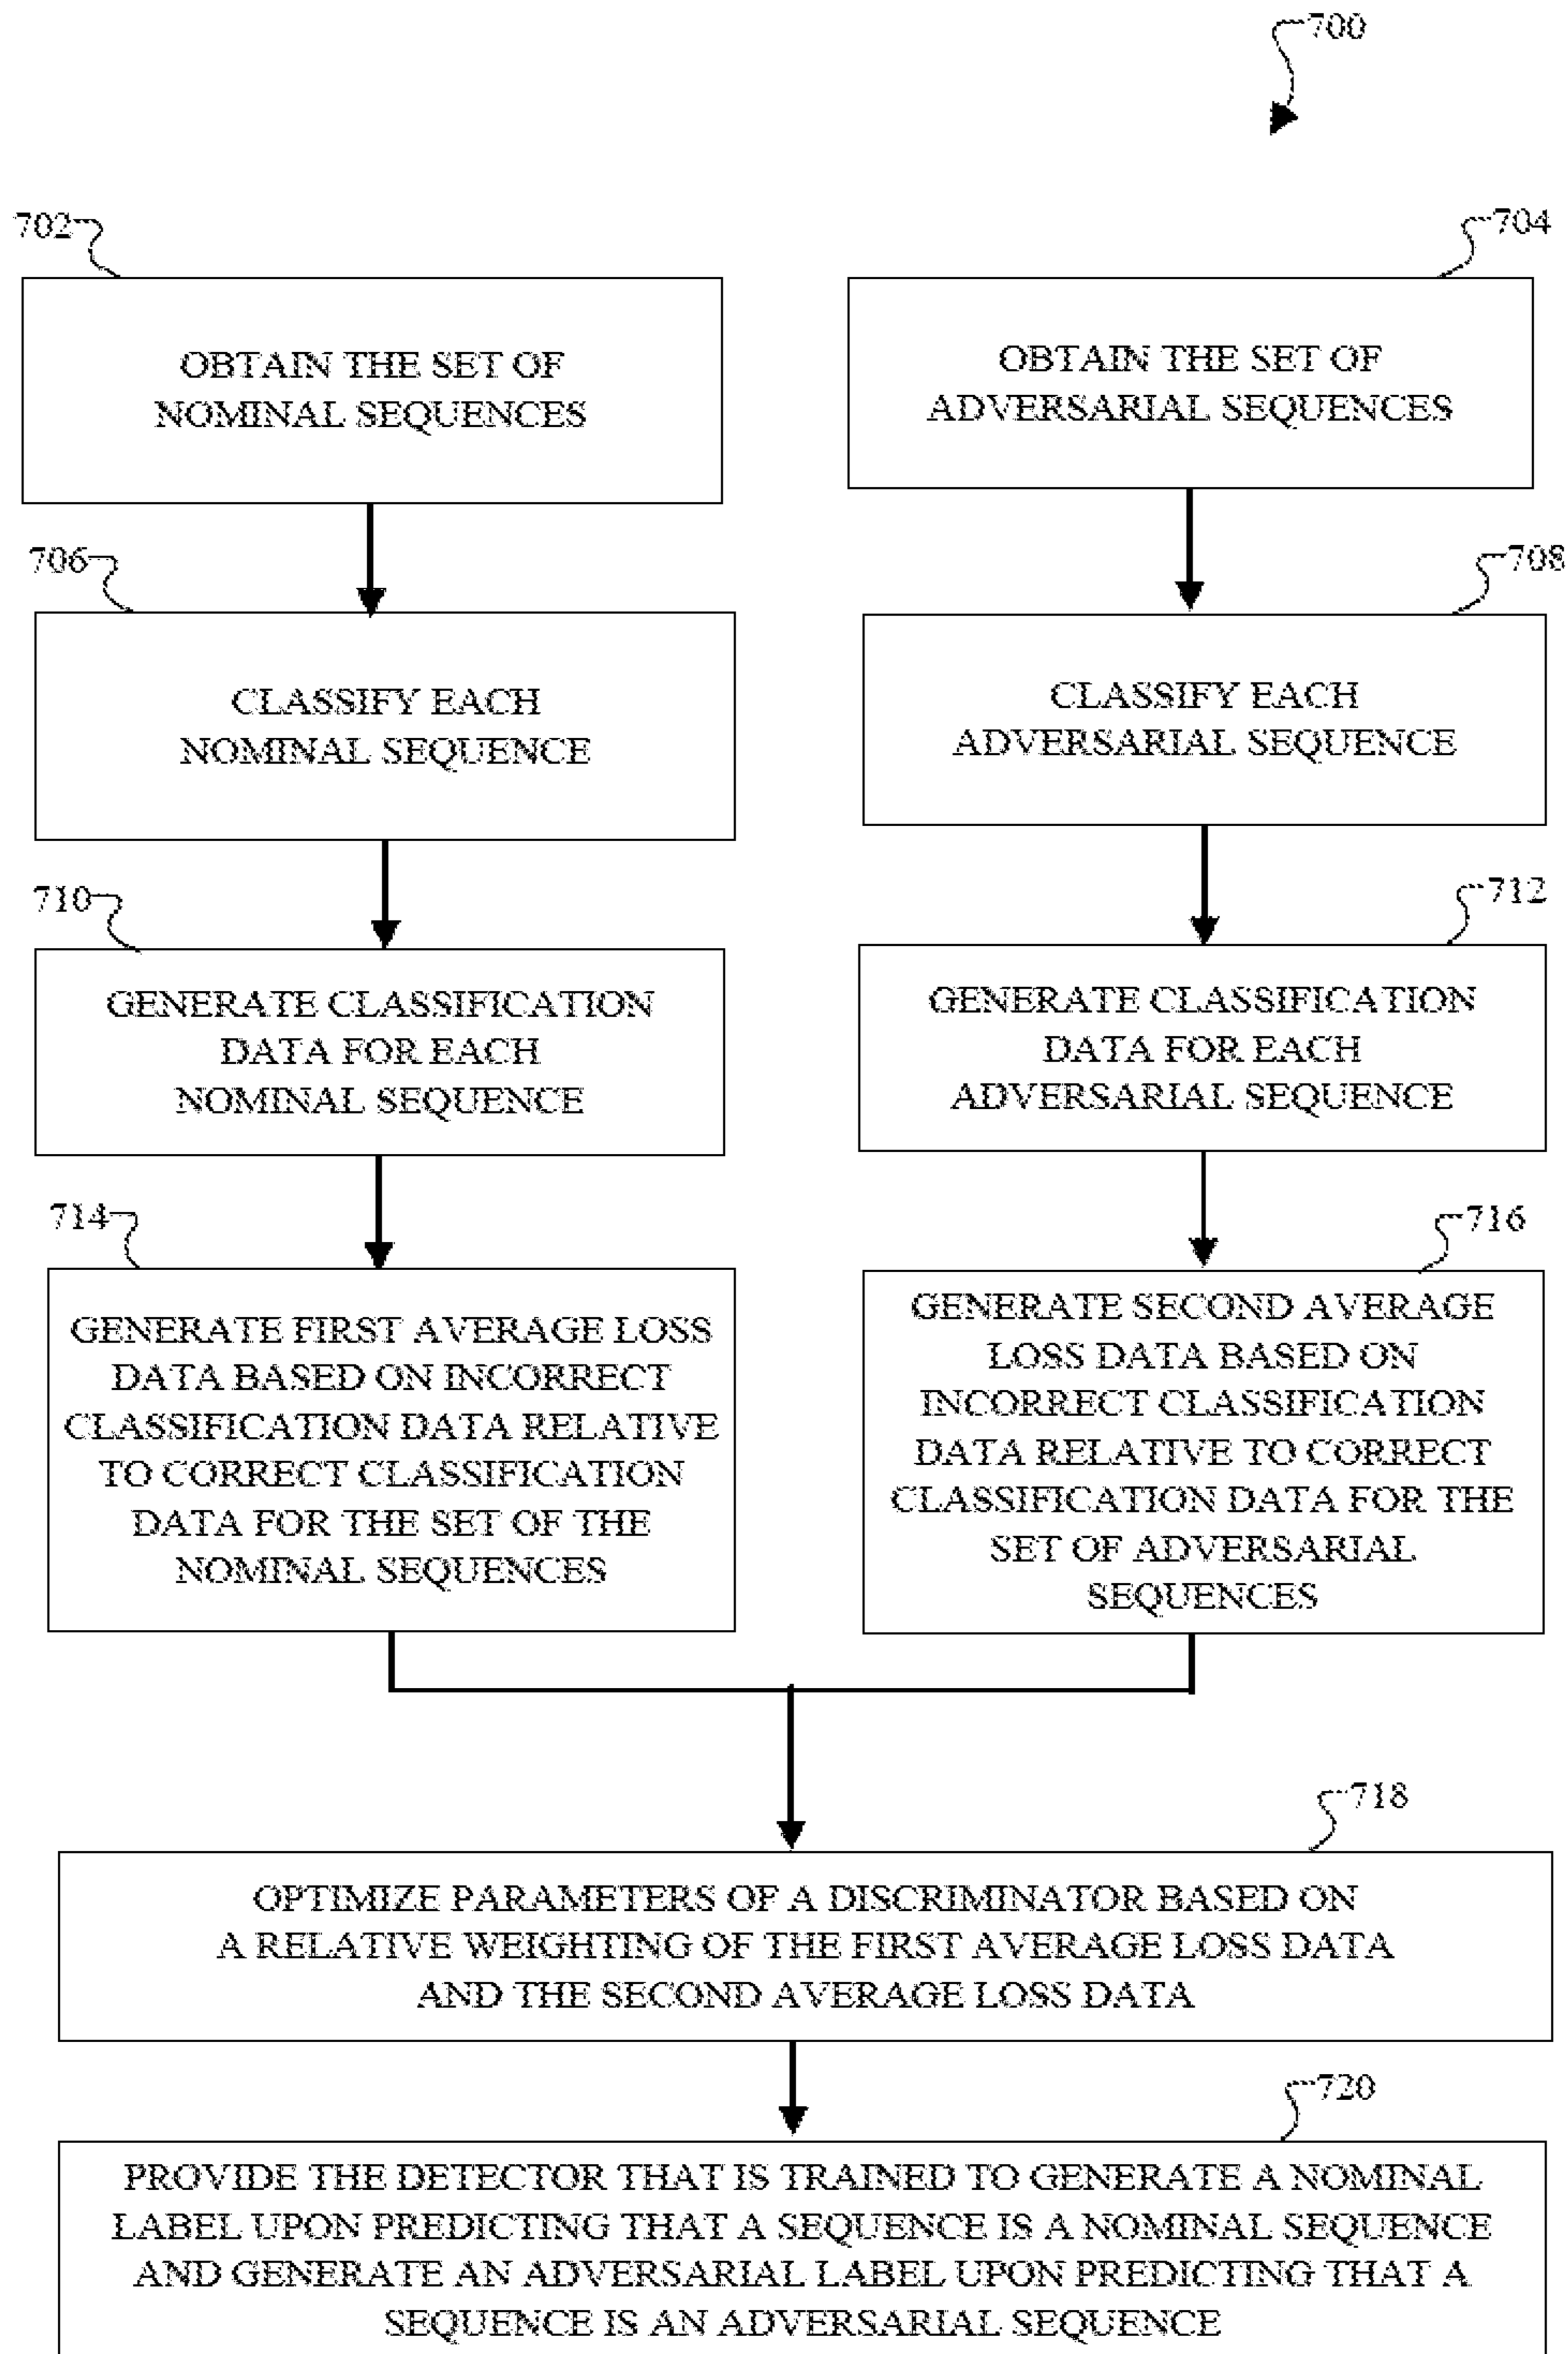 700
702
704
OBTAIN THE SET OF
NOMINAL SEQUENCES
OBTAIN THE SET OF
ADVERSARIAL SEQUENCES
706
708
CLASSIFY EACH
NOMINAL SEQUENCE
CLASSIFY EACH
ADVERSARIAL SEQUENCE
710
712
GENERATE CLASSIFICATION
DATA FOR EACH
NOMINAL SEQUENCE
GENERATE CLASSIFICATION
DATA FOR EACH
ADVERSARIAL SEQUENCE
714
716
GENERATE FIRST AVERAGE LOSS
DATA BASED ON INCORRECT
CLASSIFICATION DATA RELATIVE
TO CORRECT CLASSIFICATION
DATA FOR THE SET OF THE
NOMINAL SEQUENCES
GENERATE SECOND AVERAGE
LOSS DATA BASED ON
INCORRECT CLASSIFICATION
DATA RELATIVE TO CORRECT
CLASSIFICATION DATA FOR THE
SET OF ADVERSARIAL
SEQUENCES
718
OPTIMIZE PARAMETERS OF A DISCRIMINATOR BASED ON
A RELATIVE WEIGHTING OF THE FIRST AVERAGE LOSS DATA
AND THE SECOND AVERAGE LOSS DATA
720
PROVIDE THE DETECTOR THAT IS TRAINED TO GENERATE A NOMINAL
LABEL UPON PREDICTING THAT A SEQUENCE IS A NOMINAL SEQUENCE
AND GENERATE AN ADVERSARIAL LABEL UPON PREDICTING THAT A
SEQUENCE IS AN ADVERSARIAL SEQUENCE